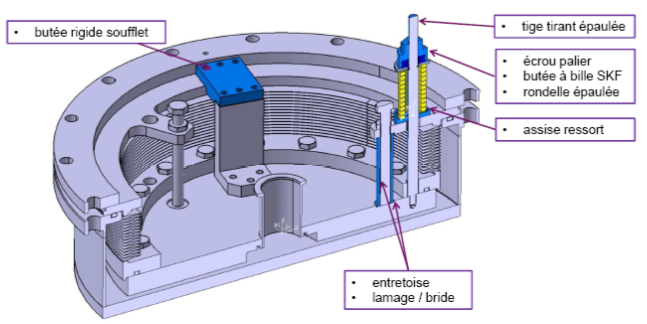 • butée rigide soufflet
• tige tirant épaulée
• écrou palier
• butée à bille SKF
• rondelle épaulée
• assise ressort
• entretoise
• lamage / bride